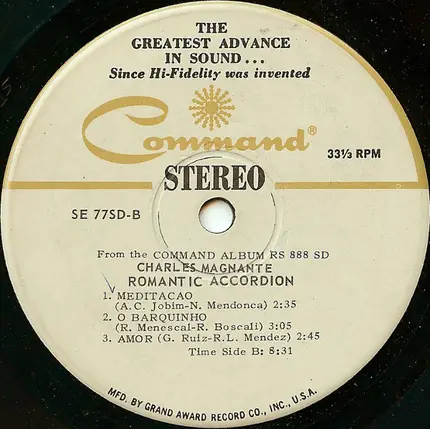 THE
GREATEST ADVANCE
IN SOUND...
Since Hi-Fidelity was invented
Command®
33⅓ RPM
STEREO
SE 77SD-B
From the COMMAND ALBUM RS 888 SD
CHARLES MAGNANTE
ROMANTIC ACCORDION
1. MEDITACAO
(A.C. Jobim-N. Mendonca) 2:35
2. O BARQUINHO
(R. Menescal-R. Boscali) 3:05
3. AMOR (G. Ruiz-R.L. Mendez) 2:45
Time Side B: 8:31
MFD. BY GRAND AWARD RECORD CO., INC., U.S.A.